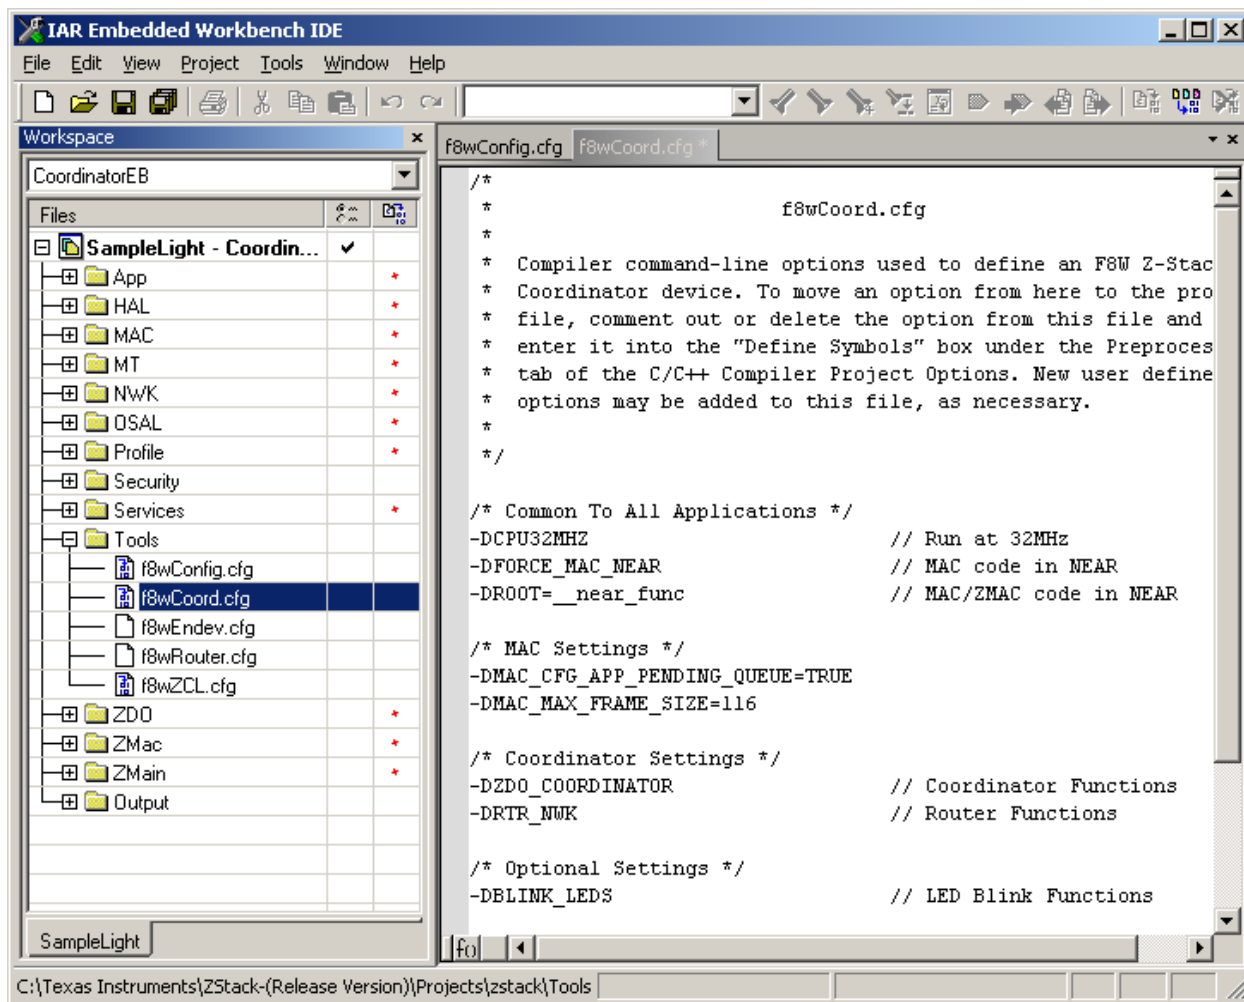 IAR Embedded Workbench IDE
File Edit View Project Tools Window Help
Workspace
CoordinatorEB
Files
SampleLight - Coordin...
App
HAL
MAC
MT
NWK
OSAL
Profile
Security
Services
Tools
f8wConfig.cfg
f8wCoord.cfg
f8wEndev.cfg
f8wRouter.cfg
f8wZCL.cfg
ZDO
ZMac
ZMain
Output
SampleLight
f8wConfig.cfg f8wCoord.cfg *
/*
* f8wCoord.cfg
*
* Compiler command-line options used to define an F8W Z-Stac
* Coordinator device. To move an option from here to the pro
* file, comment out or delete the option from this file and
* enter it into the "Define Symbols" box under the Preproces
* tab of the C/C++ Compiler Project Options. New user define
* options may be added to this file, as necessary.
*
*/
/* Common To All Applications */
-DCPU32MHZ // Run at 32MHz
-DFORCE_MAC_NEAR // MAC code in NEAR
-DROOT=__near_func // MAC/ZMAC code in NEAR
/* MAC Settings */
-DMAC_CFG_APP_PENDING_QUEUE=TRUE
-DMAC_MAX_FRAME_SIZE=116
/* Coordinator Settings */
-DZDO_COORDINATOR // Coordinator Functions
-DRTR_NWK // Router Functions
/* Optional Settings */
-DBLINK_LEDS // LED Blink Functions
f()
C:\Texas Instruments\ZStack-(Release Version)\Projects\zstack\Tools